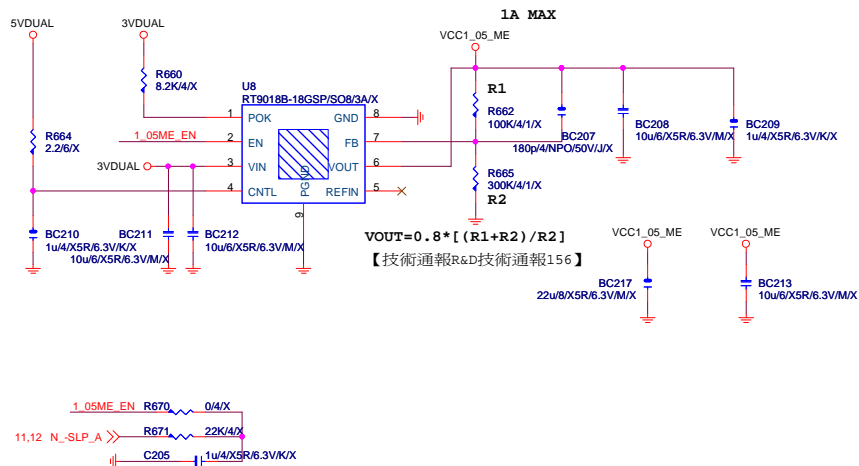 1A MAX
5VDUAL
3VDUAL
VCC1_05_ME
R660
8.2K/4/X
U8
RT9018B-18GSP/SO8/3A/X
R1
1
POK
GND
8
R662
100K/4/1/X
BC208
10u/6/X5R/6.3V/M/X
BC209
1u/4/X5R/6.3V/K/X
R664
2.2/6/X
1_05ME_EN
2
EN
FB
7
BC207
180p/4/NPO/50V/J/X
3VDUAL
3
VIN
VOUT
6
R665
300K/4/1/X
4
CNTL
PGND
REFIN
5
R2
9
BC210
1u/4/X5R/6.3V/K/X
BC211
10u/6/X5R/6.3V/M/X
BC212
10u/6/X5R/6.3V/M/X
VOUT=0.8*[(R1+R2)/R2]
【技術通報R&D技術通報156】
VCC1_05_ME
VCC1_05_ME
BC217
22u/8/X5R/6.3V/M/X
BC213
10u/6/X5R/6.3V/M/X
1_05ME_EN R670 0/4/X
11,12 N_-SLP_A R671 22K/4/X
C205 1u/4/X5R/6.3V/K/X